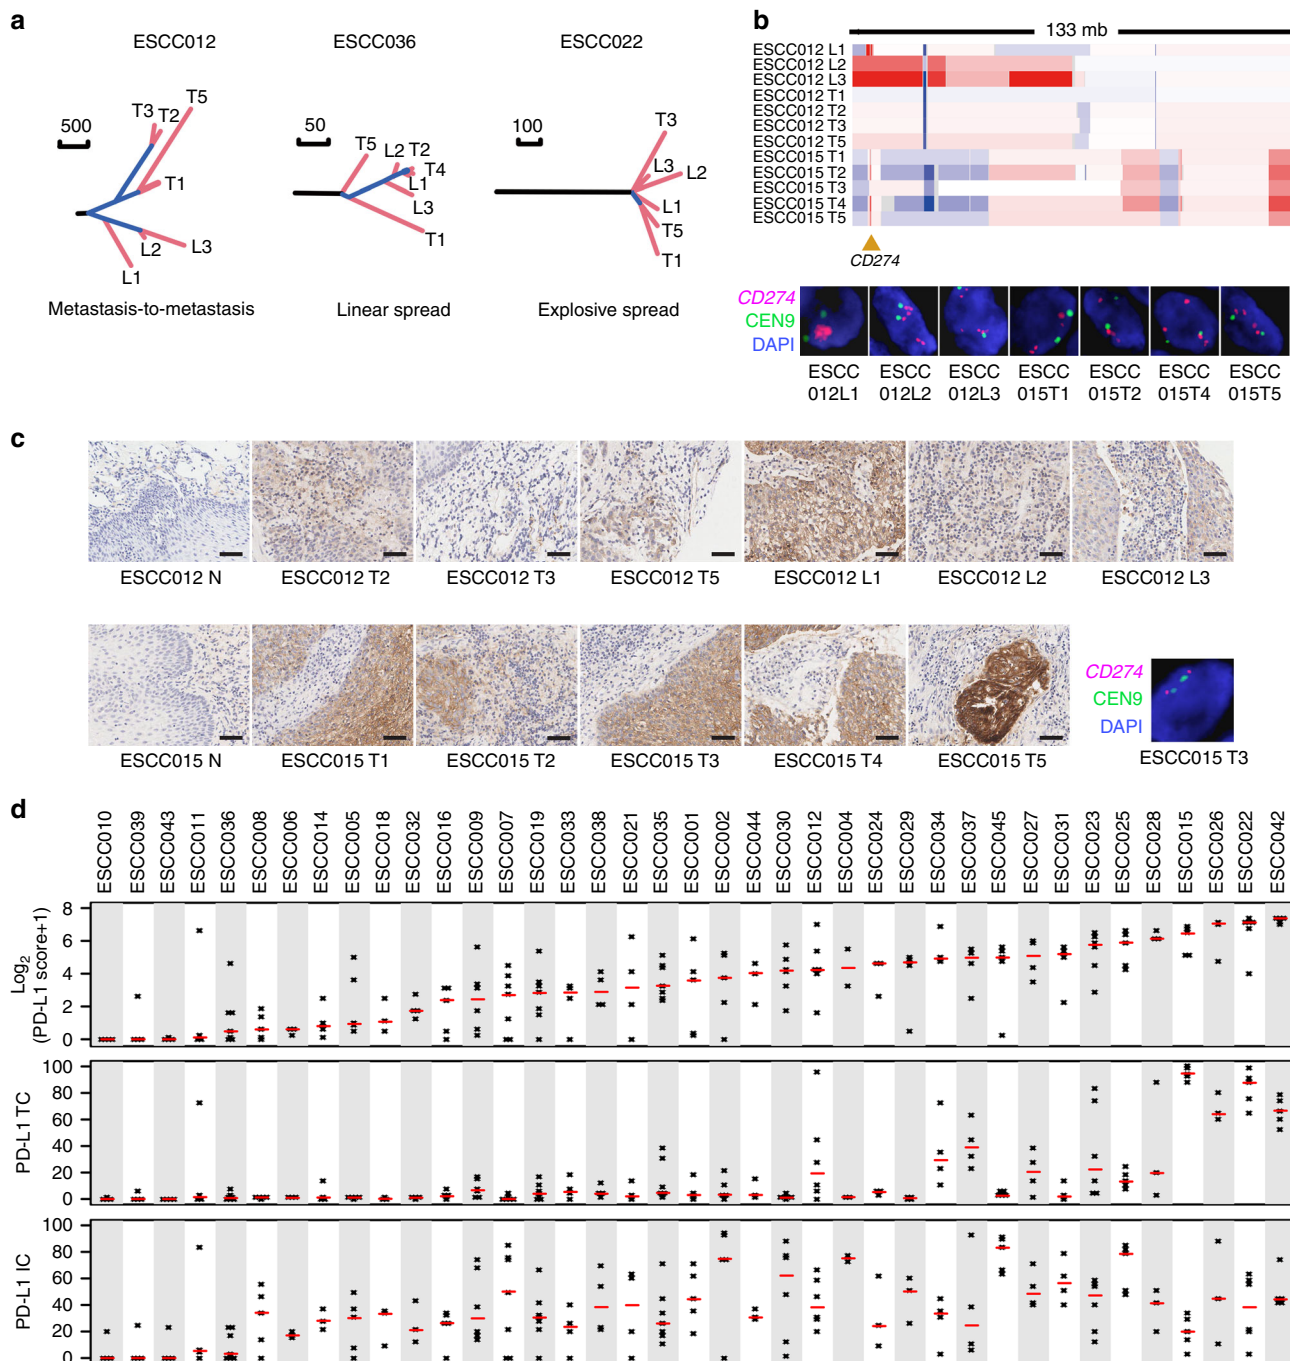 a
ESCC012
ESCC036
ESCC022
500
T3
T2
T5
T1
L2
L3
L1
50
T5
L2
T2
T4
L1
L3
T1
100
T3
L3
L2
L1
T5
T1
Metastasis-to-metastasis
Linear spread
Explosive spread
b
133 mb
ESCC012 L1
ESCC012 L2
ESCC012 L3
ESCC012 T1
ESCC012 T2
ESCC012 T3
ESCC012 T5
ESCC015 T1
ESCC015 T2
ESCC015 T3
ESCC015 T4
ESCC015 T5
CD274
CD274
CEN9
DAPI
ESCC 012L1
ESCC 012L2
ESCC 012L3
ESCC 015T1
ESCC 015T2
ESCC 015T4
ESCC 015T5
c
ESCC012 N
ESCC012 T2
ESCC012 T3
ESCC012 T5
ESCC012 L1
ESCC012 L2
ESCC012 L3
ESCC015 N
ESCC015 T1
ESCC015 T2
ESCC015 T3
ESCC015 T4
ESCC015 T5
CD274
CEN9
DAPI
ESCC015 T3
d
ESCC010
ESCC039
ESCC043
ESCC011
ESCC036
ESCC008
ESCC006
ESCC014
ESCC005
ESCC018
ESCC032
ESCC016
ESCC009
ESCC007
ESCC019
ESCC033
ESCC038
ESCC021
ESCC035
ESCC001
ESCC002
ESCC044
ESCC030
ESCC012
ESCC004
ESCC024
ESCC029
ESCC034
ESCC037
ESCC045
ESCC027
ESCC031
ESCC023
ESCC025
ESCC028
ESCC015
ESCC026
ESCC022
ESCC042
Log2
(PD-L1 score+1)
8
6
4
2
0
PD-L1 TC
100
80
60
40
20
0
PD-L1 IC
100
80
60
40
20
0